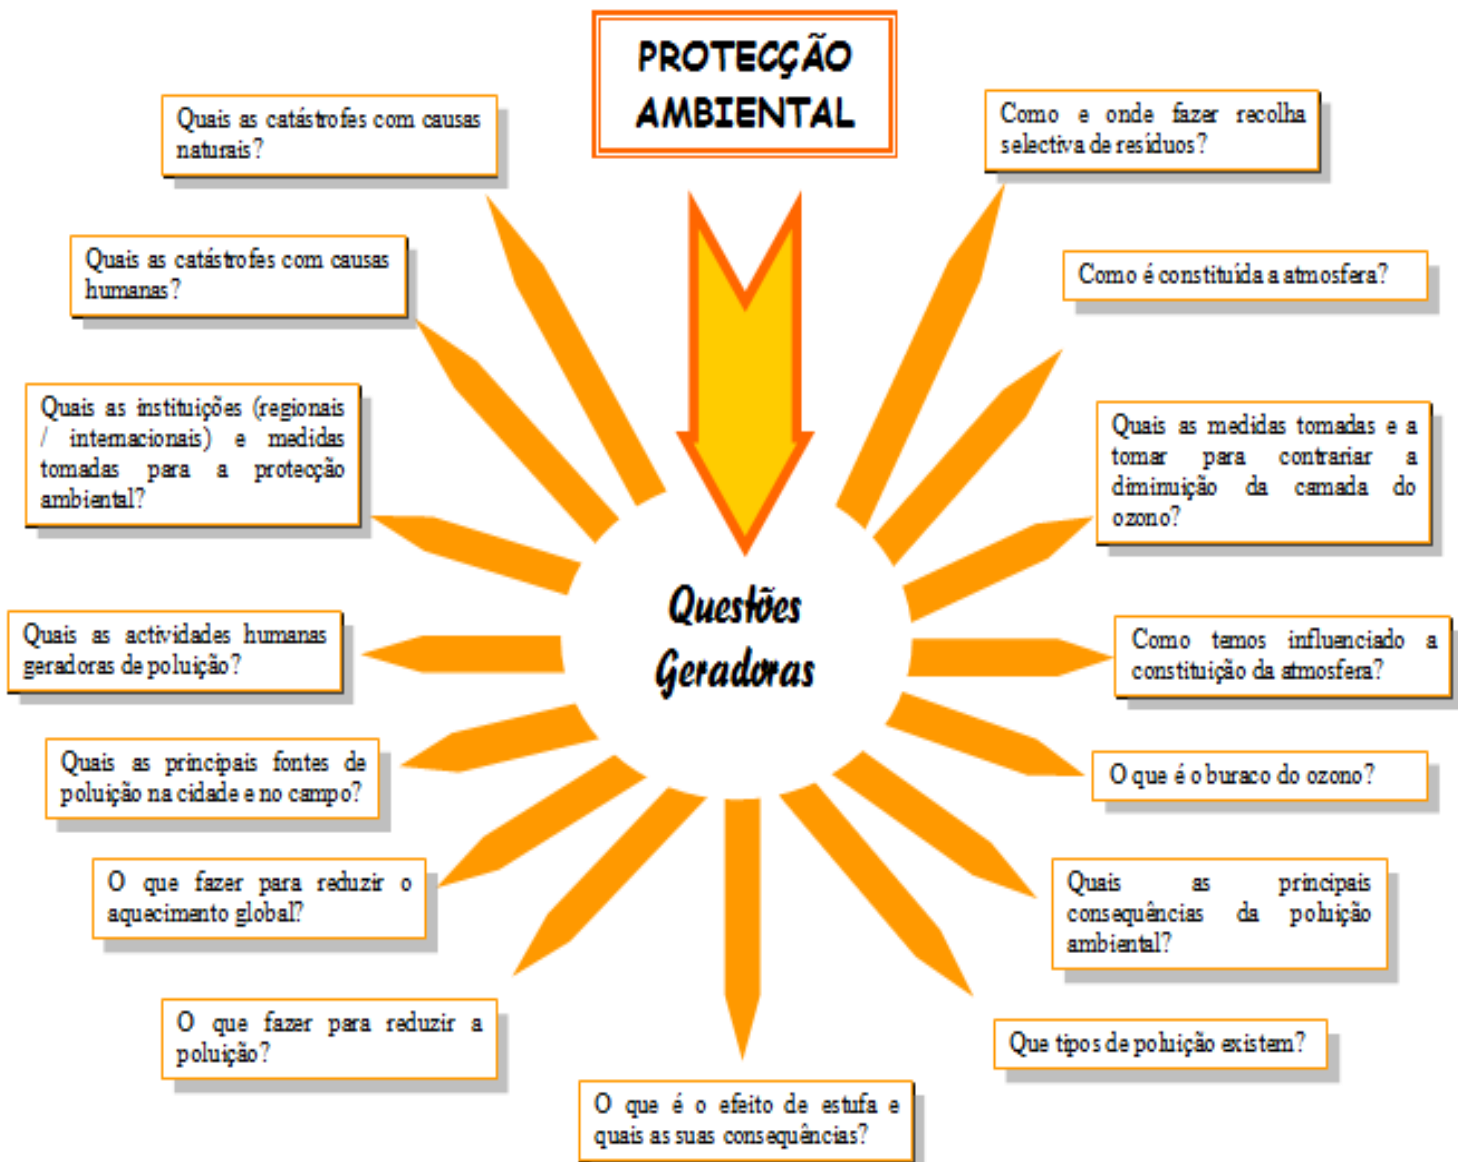 PROTECÇÃO
AMBIENTAL
Quais as catástrofes com causas
naturais?
Quais as catástrofes com causas
humanas?
Quais as instituições (regionais
/ internacionais) e medidas
tomadas para a protecção
ambiental?
Quais as actividades humanas
geradoras de poluição?
Quais as principais fontes de
poluição na cidade e no campo?
O que fazer para reduzir o
aquecimento global?
O que fazer para reduzir a
poluição?
O que é o efeito de estufa e
quais as suas consequências?
Questões
Geradoras
Como e onde fazer recolha
selectiva de resíduos?
Como é constituída a atmosfera?
Quais as medidas tomadas e a
tomar para contrariar a
diminuição da camada do
ozono?
Como temos influenciado a
constituição da atmosfera?
O que é o buraco do ozono?
Quais as principais
consequências da poluição
ambiental?
Que tipos de poluição existem?